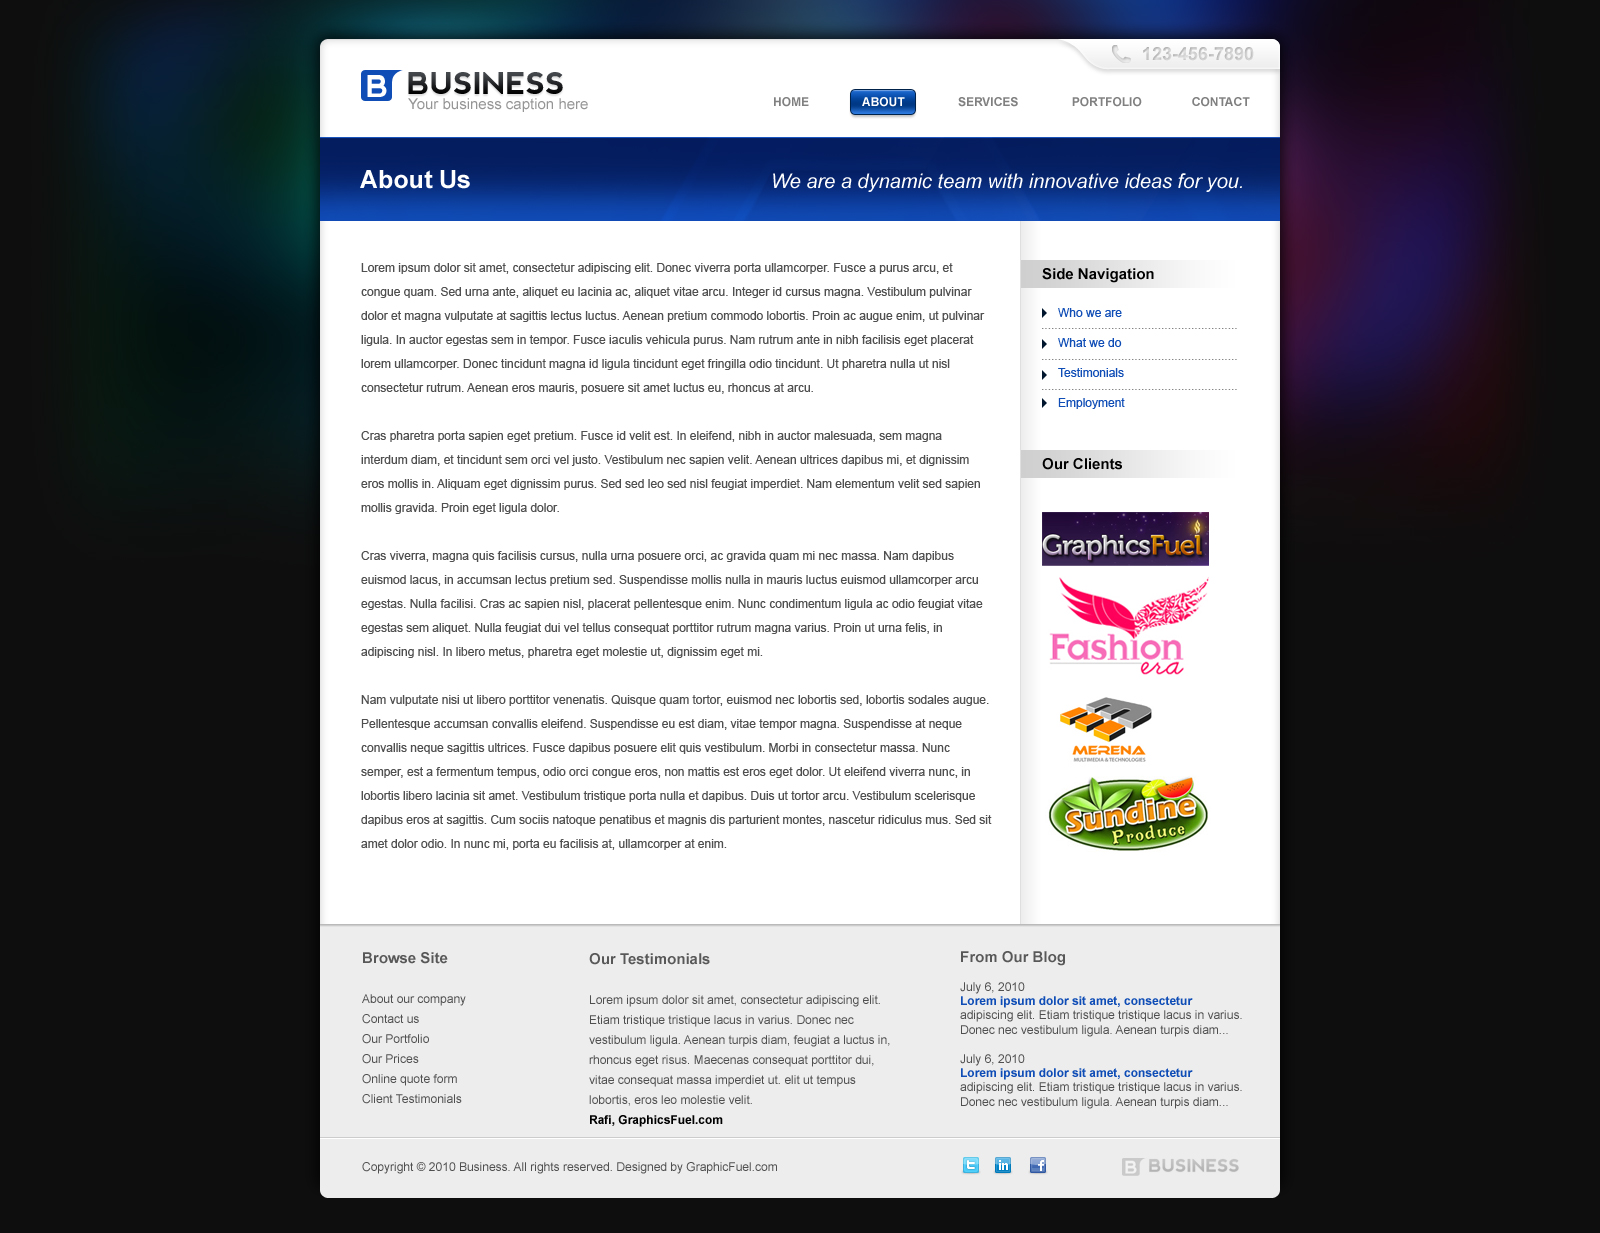 123-456-7890
B BUSINESS
Your business caption here
HOME ABOUT SERVICES PORTFOLIO CONTACT
About Us
We are a dynamic team with innovative ideas for you.
Lorem ipsum dolor sit amet, consectetur adipiscing elit. Donec viverra porta ullamcorper. Fusce a purus arcu, et
congue quam. Sed urna ante, aliquet eu lacinia ac, aliquet vitae arcu. Integer id cursus magna. Vestibulum pulvinar
dolor et magna vulputate at sagittis lectus luctus. Aenean pretium commodo lobortis. Proin ac augue enim, ut pulvinar
ligula. In auctor egestas sem in tempor. Fusce iaculis vehicula purus. Nam rutrum ante in nibh facilisis eget placerat
lorem ullamcorper. Donec tincidunt magna id ligula tincidunt eget fringilla odio tincidunt. Ut pharetra nulla ut nisl
consectetur rutrum. Aenean eros mauris, posuere sit amet luctus eu, rhoncus at arcu.
Cras pharetra porta sapien eget pretium. Fusce id velit est. In eleifend, nibh in auctor malesuada, sem magna
interdum diam, et tincidunt sem orci vel justo. Vestibulum nec sapien velit. Aenean ultrices dapibus mi, et dignissim
eros mollis in. Aliquam eget dignissim purus. Sed sed leo sed nisl feugiat imperdiet. Nam elementum velit sed sapien
mollis gravida. Proin eget ligula dolor.
Cras viverra, magna quis facilisis cursus, nulla urna posuere orci, ac gravida quam mi nec massa. Nam dapibus
euismod lacus, in accumsan lectus pretium sed. Suspendisse mollis nulla in mauris luctus euismod ullamcorper arcu
egestas. Nulla facilisi. Cras ac sapien nisl, placerat pellentesque enim. Nunc condimentum ligula ac odio feugiat vitae
egestas sem aliquet. Nulla feugiat dui vel tellus consequat porttitor rutrum magna varius. Proin ut urna felis, in
adipiscing nisl. In libero metus, pharetra eget molestie ut, dignissim eget mi.
Nam vulputate nisi ut libero porttitor venenatis. Quisque quam tortor, euismod nec lobortis sed, lobortis sodales augue.
Pellentesque accumsan convallis eleifend. Suspendisse eu est diam, vitae tempor magna. Suspendisse at neque
convallis neque sagittis ultrices. Fusce dapibus posuere elit quis vestibulum. Morbi in consectetur massa. Nunc
semper, est a fermentum tempus, odio orci congue eros, non mattis est eros eget dolor. Ut eleifend viverra nunc, in
lobortis libero lacinia sit amet. Vestibulum tristique porta nulla et dapibus. Duis ut tortor arcu. Vestibulum scelerisque
dapibus eros at sagittis. Cum sociis natoque penatibus et magnis dis parturient montes, nascetur ridiculus mus. Sed sit
amet dolor odio. In nunc mi, porta eu facilisis at, ullamcorper at enim.
Side Navigation
Who we are
What we do
Testimonials
Employment
Our Clients
GraphicsFuel
Fashion
era
MERENA
MULTIMEDIA & TECHNOLOGIES
Sundine
Produce
Browse Site
About our company
Contact us
Our Portfolio
Our Prices
Online quote form
Client Testimonials
Our Testimonials
Lorem ipsum dolor sit amet, consectetur adipiscing elit.
Etiam tristique tristique lacus in varius. Donec nec
vestibulum ligula. Aenean turpis diam, feugiat a luctus in,
rhoncus eget risus. Maecenas consequat porttitor dui,
vitae consequat massa imperdiet ut. elit ut tempus
lobortis, eros leo molestie velit.
Rafi, GraphicsFuel.com
From Our Blog
July 6, 2010
Lorem ipsum dolor sit amet, consectetur
adipiscing elit. Etiam tristique tristique lacus in varius.
Donec nec vestibulum ligula. Aenean turpis diam...
July 6, 2010
Lorem ipsum dolor sit amet, consectetur
adipiscing elit. Etiam tristique tristique lacus in varius.
Donec nec vestibulum ligula. Aenean turpis diam...
Copyright © 2010 Business. All rights reserved. Designed by GraphicFuel.com
t in f
B BUSINESS